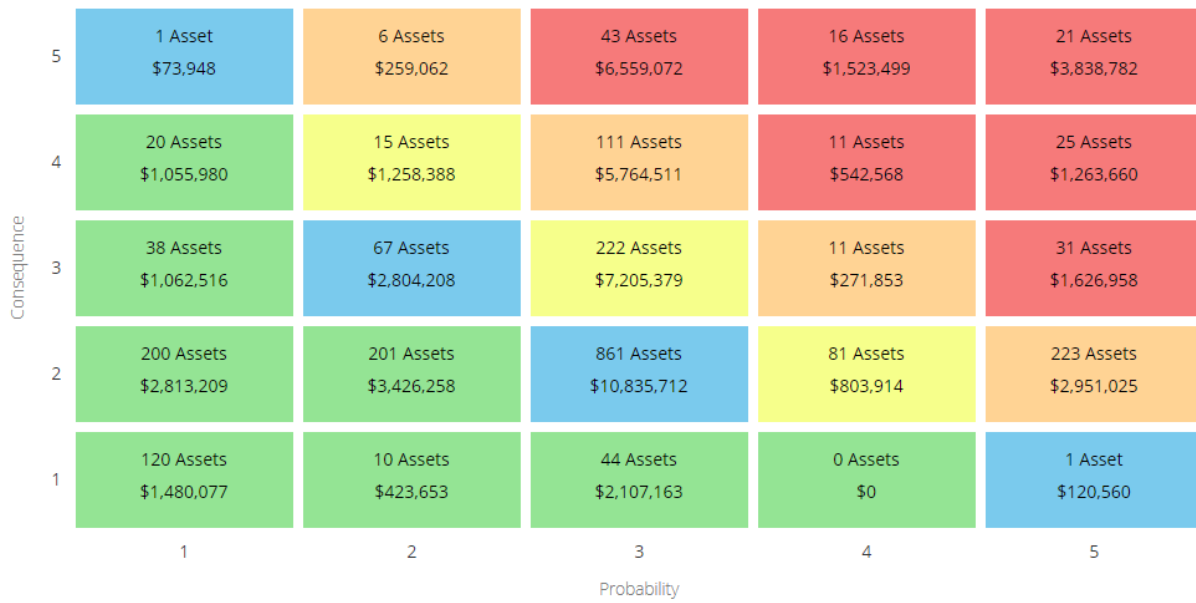 5
1 Asset
$73,948
6 Assets
$259,062
43 Assets
$6,559,072
16 Assets
$1,523,499
21 Assets
$3,838,782
4
20 Assets
$1,055,980
15 Assets
$1,258,388
111 Assets
$5,764,511
11 Assets
$542,568
25 Assets
$1,263,660
Consequence
3
38 Assets
$1,062,516
67 Assets
$2,804,208
222 Assets
$7,205,379
11 Assets
$271,853
31 Assets
$1,626,958
2
200 Assets
$2,813,209
201 Assets
$3,426,258
861 Assets
$10,835,712
81 Assets
$803,914
223 Assets
$2,951,025
1
120 Assets
$1,480,077
10 Assets
$423,653
44 Assets
$2,107,163
0 Assets
$0
1 Asset
$120,560
1
2
3
4
5
Probability